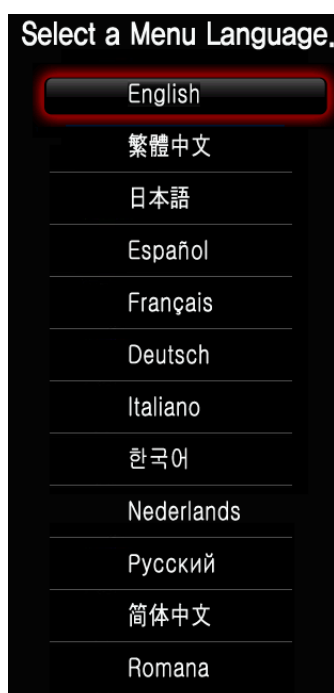 Select a Menu Language.
English
繁體中文
日本語
Español
Français
Deutsch
Italiano
한국어
Nederlands
Русский
简体中文
Romana